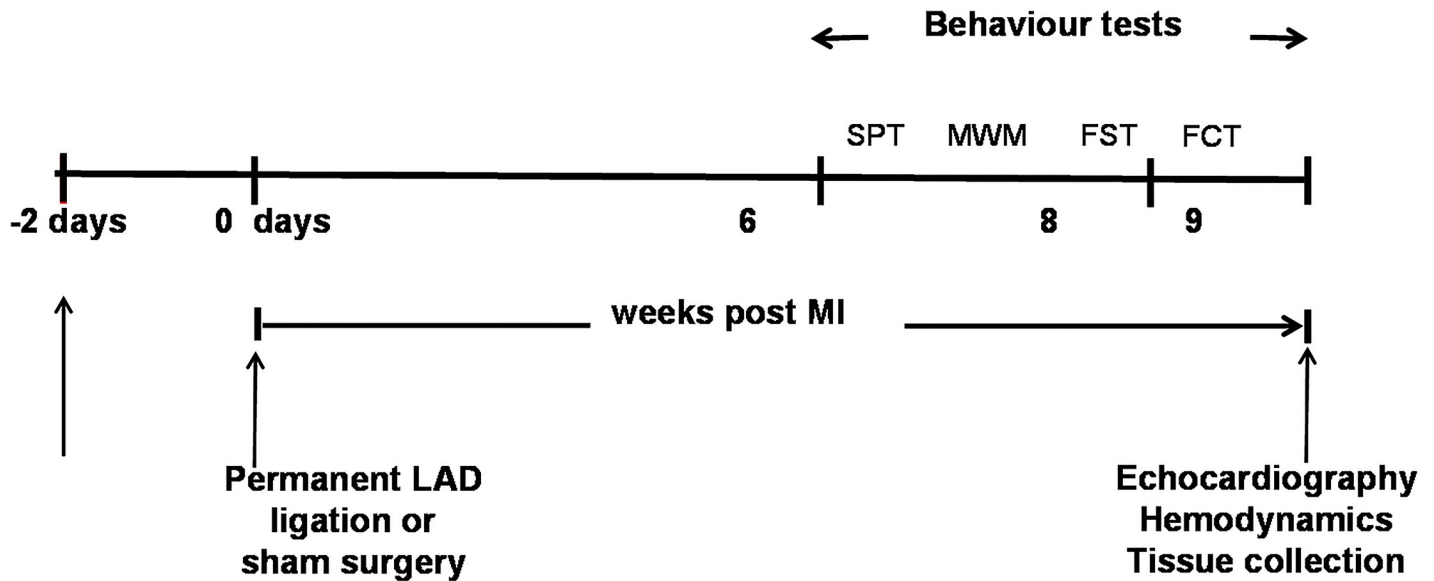 Behaviour tests
SPT MWM FST FCT
-2 days 0 days 6 8 9
weeks post MI
Permanent LAD
ligation or
sham surgery
Echocardiography
Hemodynamics
Tissue collection